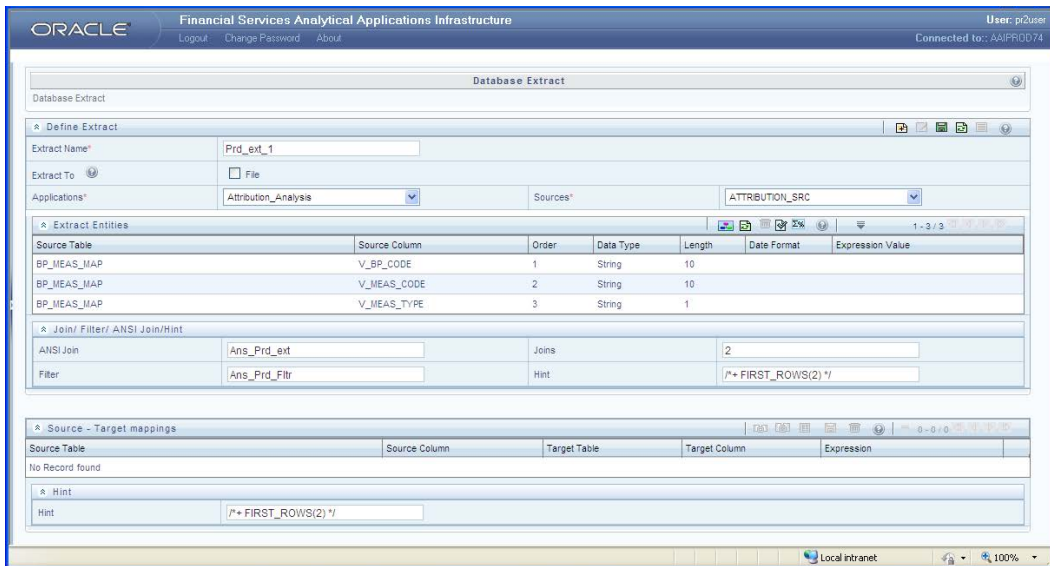 ORACLE
Financial Services Analytical Applications Infrastructure
User: pr2user
Logout Change Password About
Connected to:: AAIPROD74
Database Extract
Database Extract
Define Extract
Extract Name* Prd_ext_1
Extract To File
Applications* Attribution_Analysis Sources* ATTRIBUTION_SRC
Extract Entities 1 - 3 / 3
Source Table Source Column Order Data Type Length Date Format Expression Value
BP_MEAS_MAP V_BP_CODE 1 String 10
BP_MEAS_MAP V_MEAS_CODE 2 String 10
BP_MEAS_MAP V_MEAS_TYPE 3 String 1
Join/ Filter/ ANSI Join/Hint
ANSI Join Ans_Prd_ext Joins 2
Filter Ans_Prd_Fltr Hint /*+ FIRST_ROWS(2) */
Source - Target mappings 0 - 0 / 0
Source Table Source Column Target Table Target Column Expression
No Record found
Hint
Hint /*+ FIRST_ROWS(2) */
Local intranet 100%